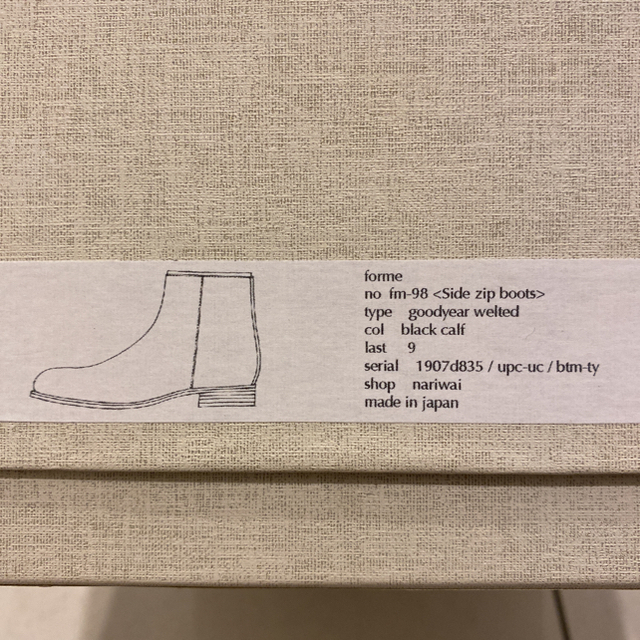 forme
no fm-98 <Side zip boots>
type goodyear welted
col black calf
last 9
serial 1907d835 / upc-uc / btm-ty
shop nariwai
made in japan